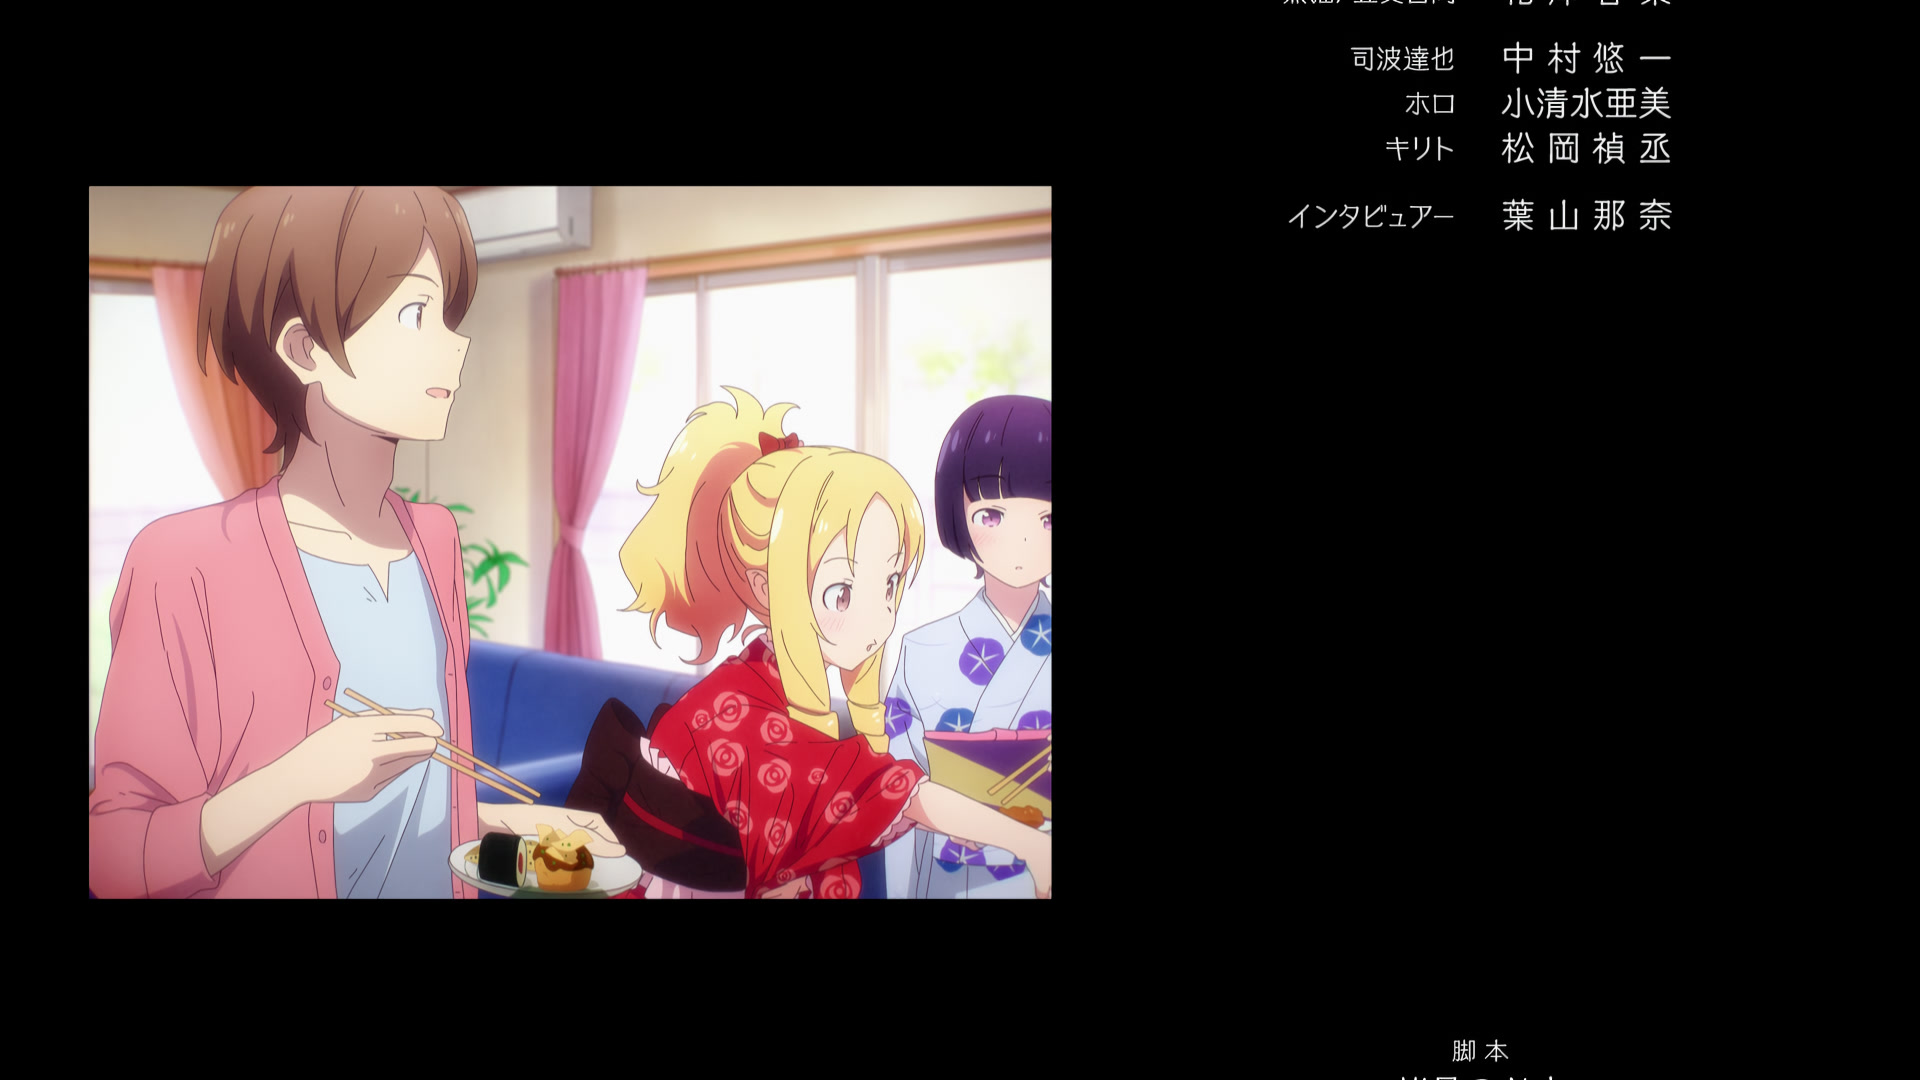 司波達也 中村悠一
ホロ 小清水亜美
キリト 松岡禎丞
インタビュアー 葉山那奈
脚本